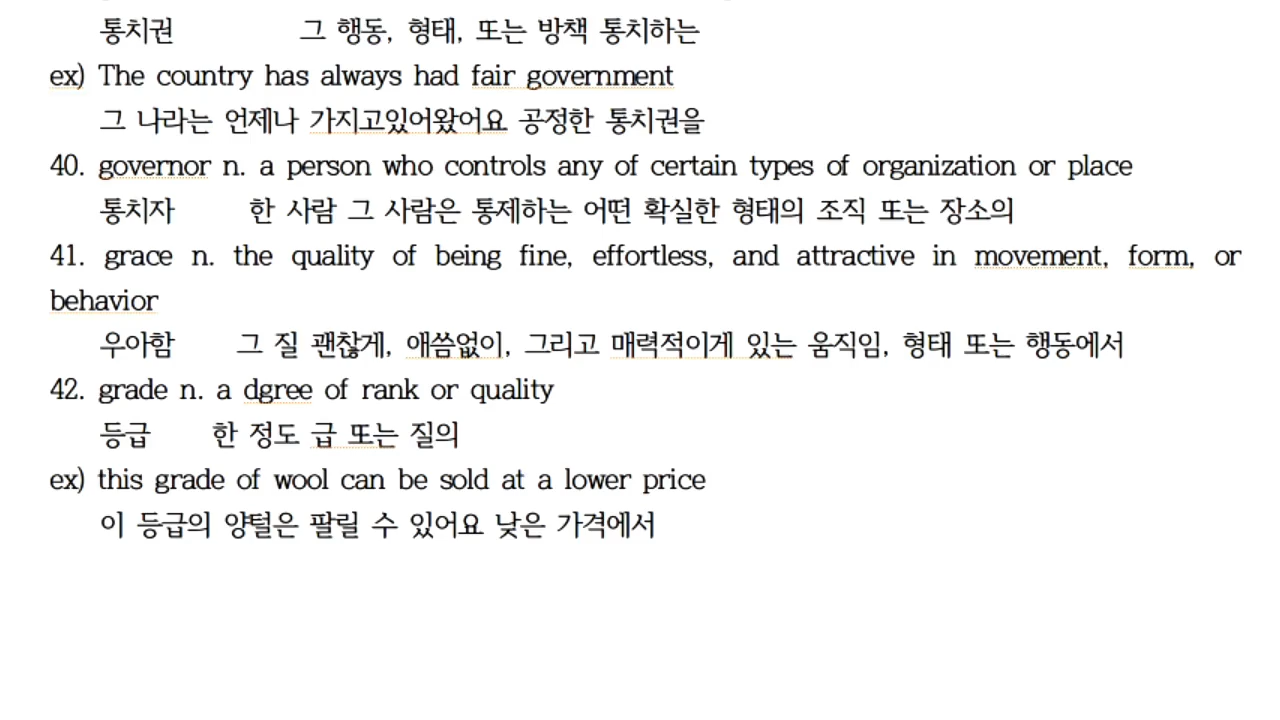 통치권 그 행동, 형태, 또는 방책 통치하는
ex) The country has always had fair government
그 나라는 언제나 가지고있어왔어요 공정한 통치권을
40. governor n. a person who controls any of certain types of organization or place
통치자 한 사람 그 사람은 통제하는 어떤 확실한 형태의 조직 또는 장소의
41. grace n. the quality of being fine, effortless, and attractive in movement, form, or
behavior
우아함 그 질 괜찮게, 애씀없이, 그리고 매력적이게 있는 움직임, 형태 또는 행동에서
42. grade n. a dgree of rank or quality
등급 한 정도 급 또는 질의
ex) this grade of wool can be sold at a lower price
이 등급의 양털은 팔릴 수 있어요 낮은 가격에서